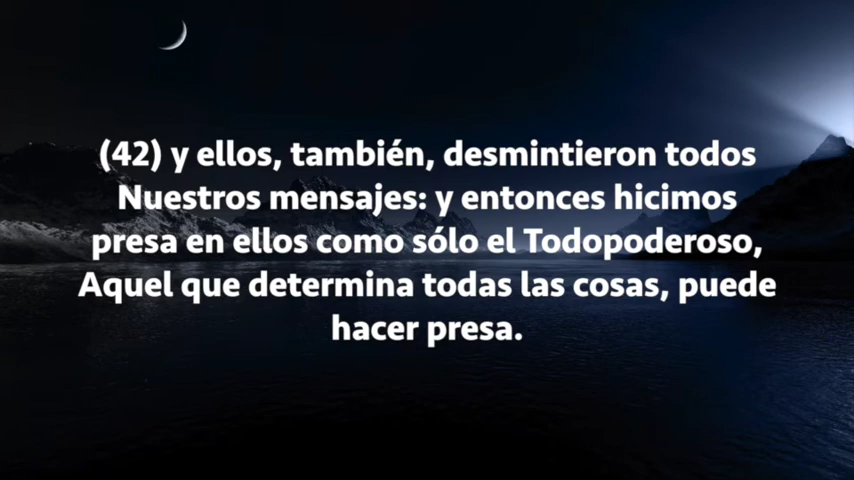 (42) y ellos, también, desmintieron todos
Nuestros mensajes: y entonces hicimos
presa en ellos como sólo el Todopoderoso,
Aquel que determina todas las cosas, puede
hacer presa.